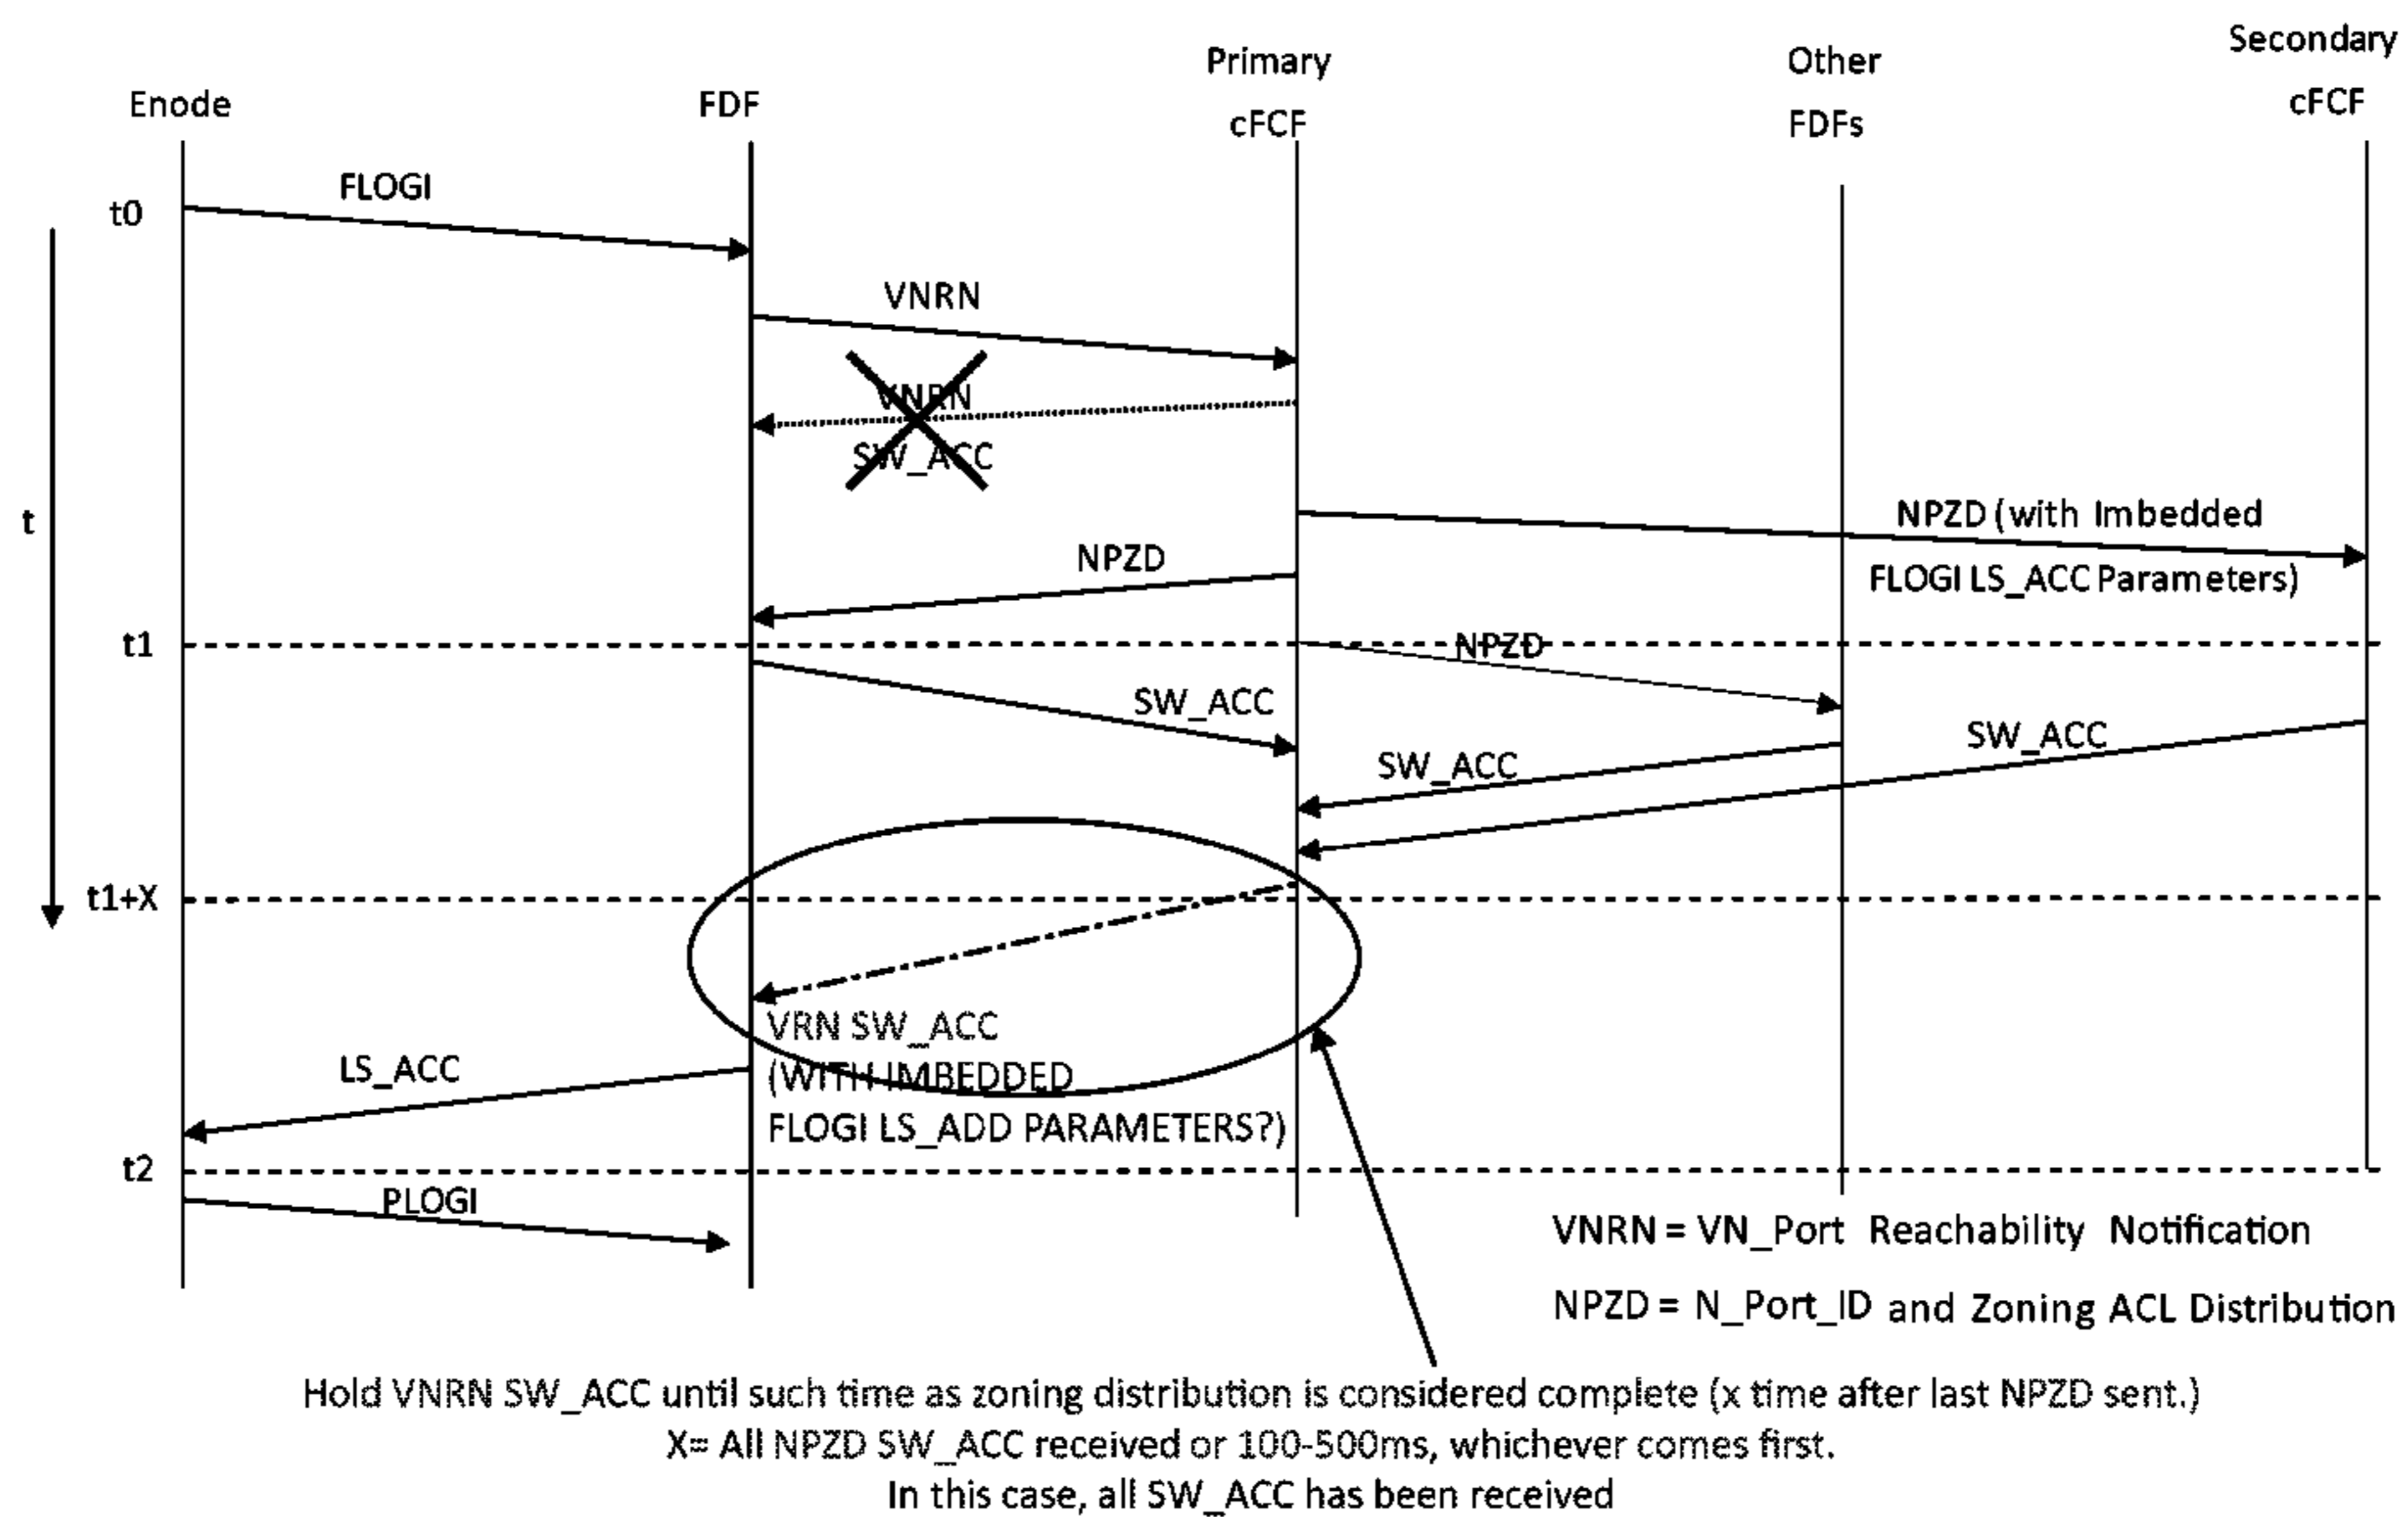 Secondary
Primary
Other
Enode
FDF
cFCF
cFCF
FDFs
FLOGI
t0
VNRN
VNRN
SW_ACC
t
NPZD (with Imbedded
NPZD
FLOGI LS_ACC Parameters)
t1
NPZD
SW_ACC
SW_ACC
SW_ACC
t1+X
VRN SW_ACC
LS_ACC
(WITH IMBEDDED
FLOGI LS_ADD PARAMETERS?)
t2
PLOGI
VNRN = VN_Port Reachability Notification
NPZD = N_Port_ID and Zoning ACL Distribution
Hold VNRN SW_ACC until such time as zoning distribution is considered complete (x time after last NPZD sent.)
X= All NPZD SW_ACC received or 100-500ms, whichever comes first.
In this case, all SW_ACC has been received